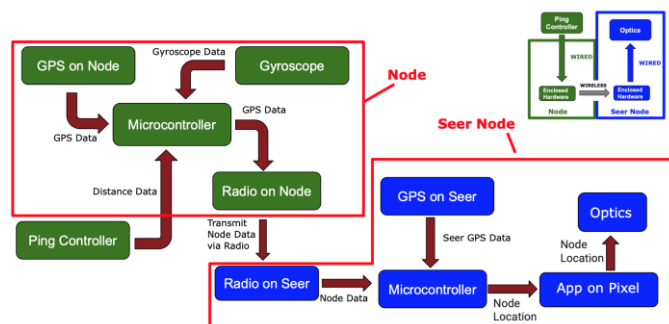 Gyroscope Data
GPS on Node
Gyroscope
Node
Microcontroller
GPS Data
GPS Data
Distance Data
Radio on Node
Ping Controller
Transmit
Node Data
via Radio
Seer Node
GPS on Seer
Seer GPS Data
Optics
Node
Location
Radio on Seer
Node Data
Microcontroller
Node
Location
App on Pixel
Ping
Controller
Optics
WIRED
WIRED
Enclosed
Hardware
WIRELESS
Enclosed
Hardware
Node
Seer Node